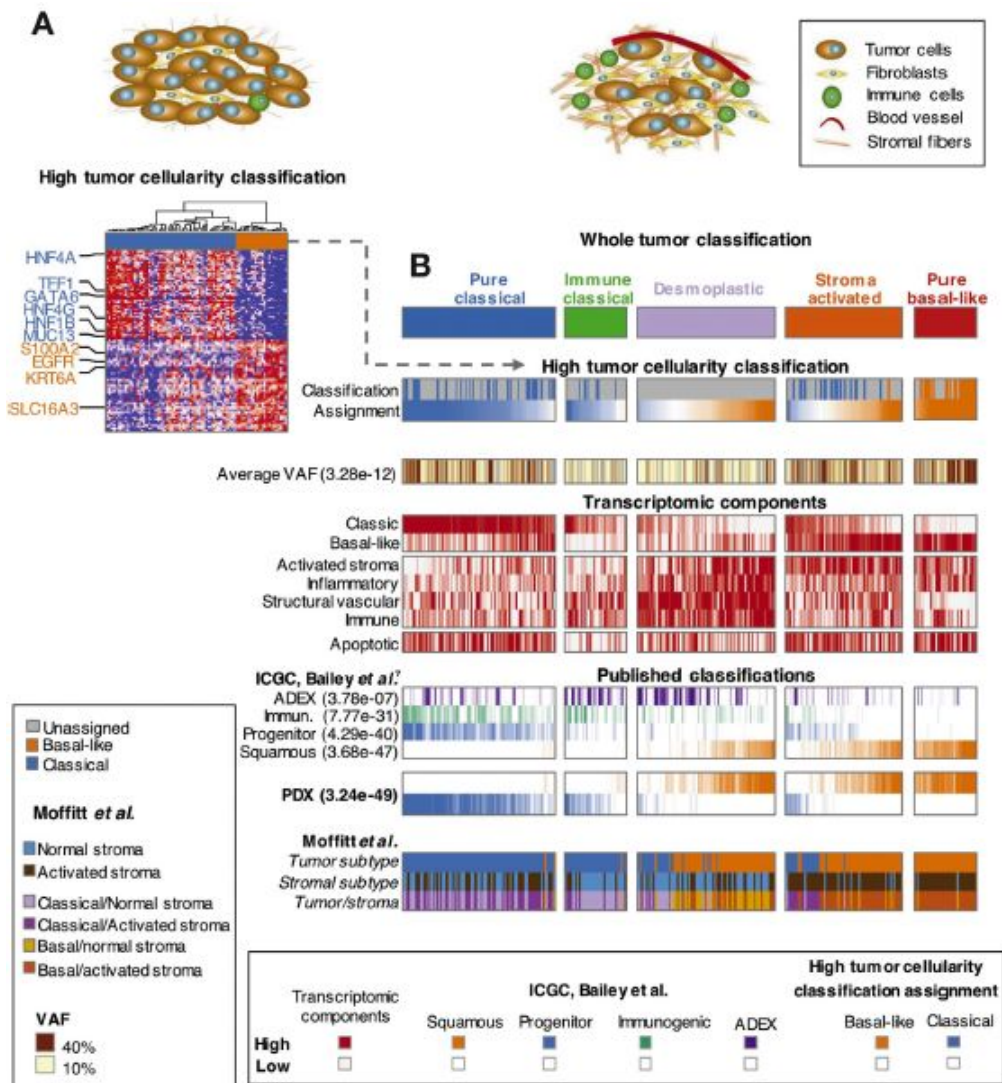 A
Tumor cells
Fibroblasts
Immune cells
Blood vessel
Stromal fibers
High tumor cellularity classification
HNF4A
TFF1
GATA6
HNF4G
HNF1B
MUC13
S100A2
EGFR
KRT6A
SLC16A3
Whole tumor classification
B
Pure classical
Immune classical
Desmoplastic
Stroma activated
Pure basal-like
High tumor cellularity classification
Classification
Assignment
Average VAF (3.28e-12)
Transcriptomic components
Classic
Basal-like
Activated stroma
Inflammatory
Structural vascular
Immune
Apoptotic
ICGC, Bailey et al.
Published classifications
ADEX (3.78e-07)
Immun. (7.77e-31)
Progenitor (4.29e-40)
Squamous (3.68e-47)
PDX (3.24e-49)
Moffitt et al.
Tumor subtype
Stromal subtype
Tumor/stroma
Unassigned
Basal-like
Classical
Moffitt et al.
Normal stroma
Activated stroma
Classical/Normal stroma
Classical/Activated stroma
Basal/normal stroma
Basal/activated stroma
VAF
40%
10%
Transcriptomic components
ICGC, Bailey et al.
Squamous
Progenitor
Immunogenic
ADEX
High tumor cellularity
classification assignment
Basal-like
Classical
High
Low